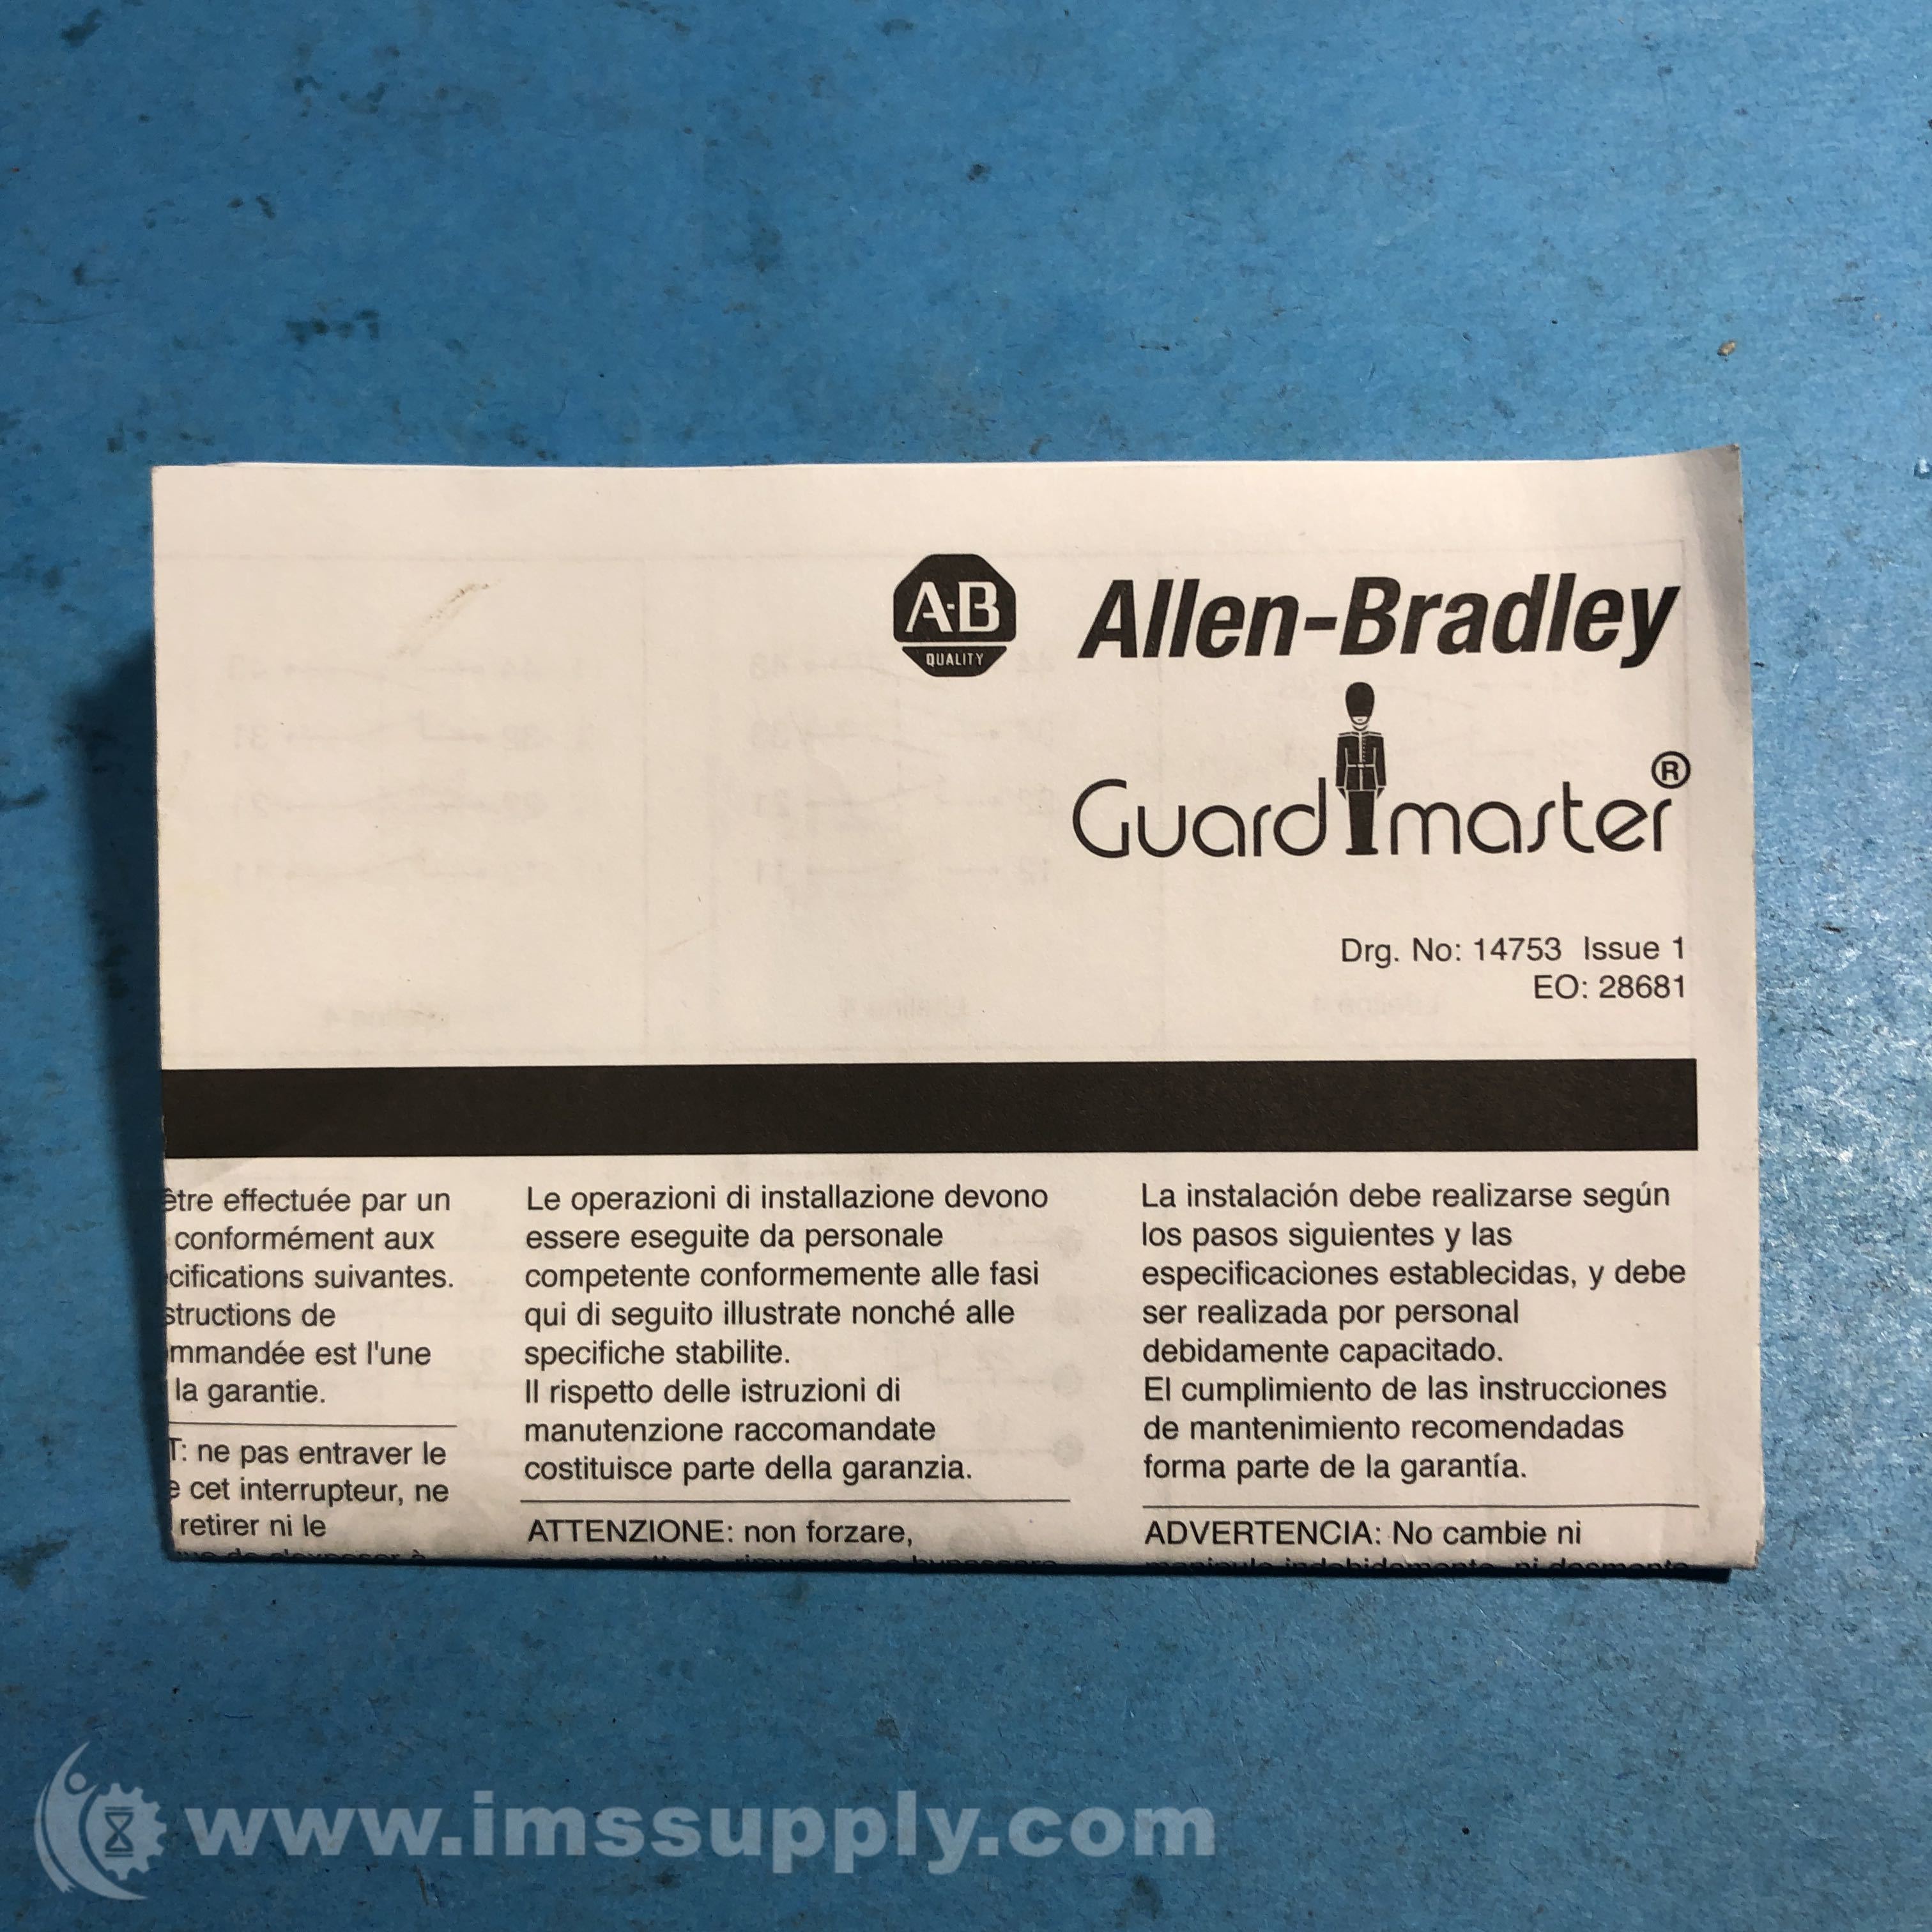 A-B
QUALITY
Allen-Bradley
Guardmaster®
Drg. No: 14753 Issue 1
EO: 28681
être effectuée par un
conformément aux
cifications suivantes.
structions de
mmandée est l'une
la garantie.
T: ne pas entraver le
e cet interrupteur, ne
retirer ni le
Le operazioni di installazione devono
essere eseguite da personale
competente conformemente alle fasi
qui di seguito illustrate nonché alle
specifiche stabilite.
Il rispetto delle istruzioni di
manutenzione raccomandate
costituisce parte della garanzia.
ATTENZIONE: non forzare,
La instalación debe realizarse según
los pasos siguientes y las
especificaciones establecidas, y debe
ser realizada por personal
debidamente capacitado.
El cumplimiento de las instrucciones
de mantenimiento recomendadas
forma parte de la garantía.
ADVERTENCIA: No cambie ni
www.imssupply.com